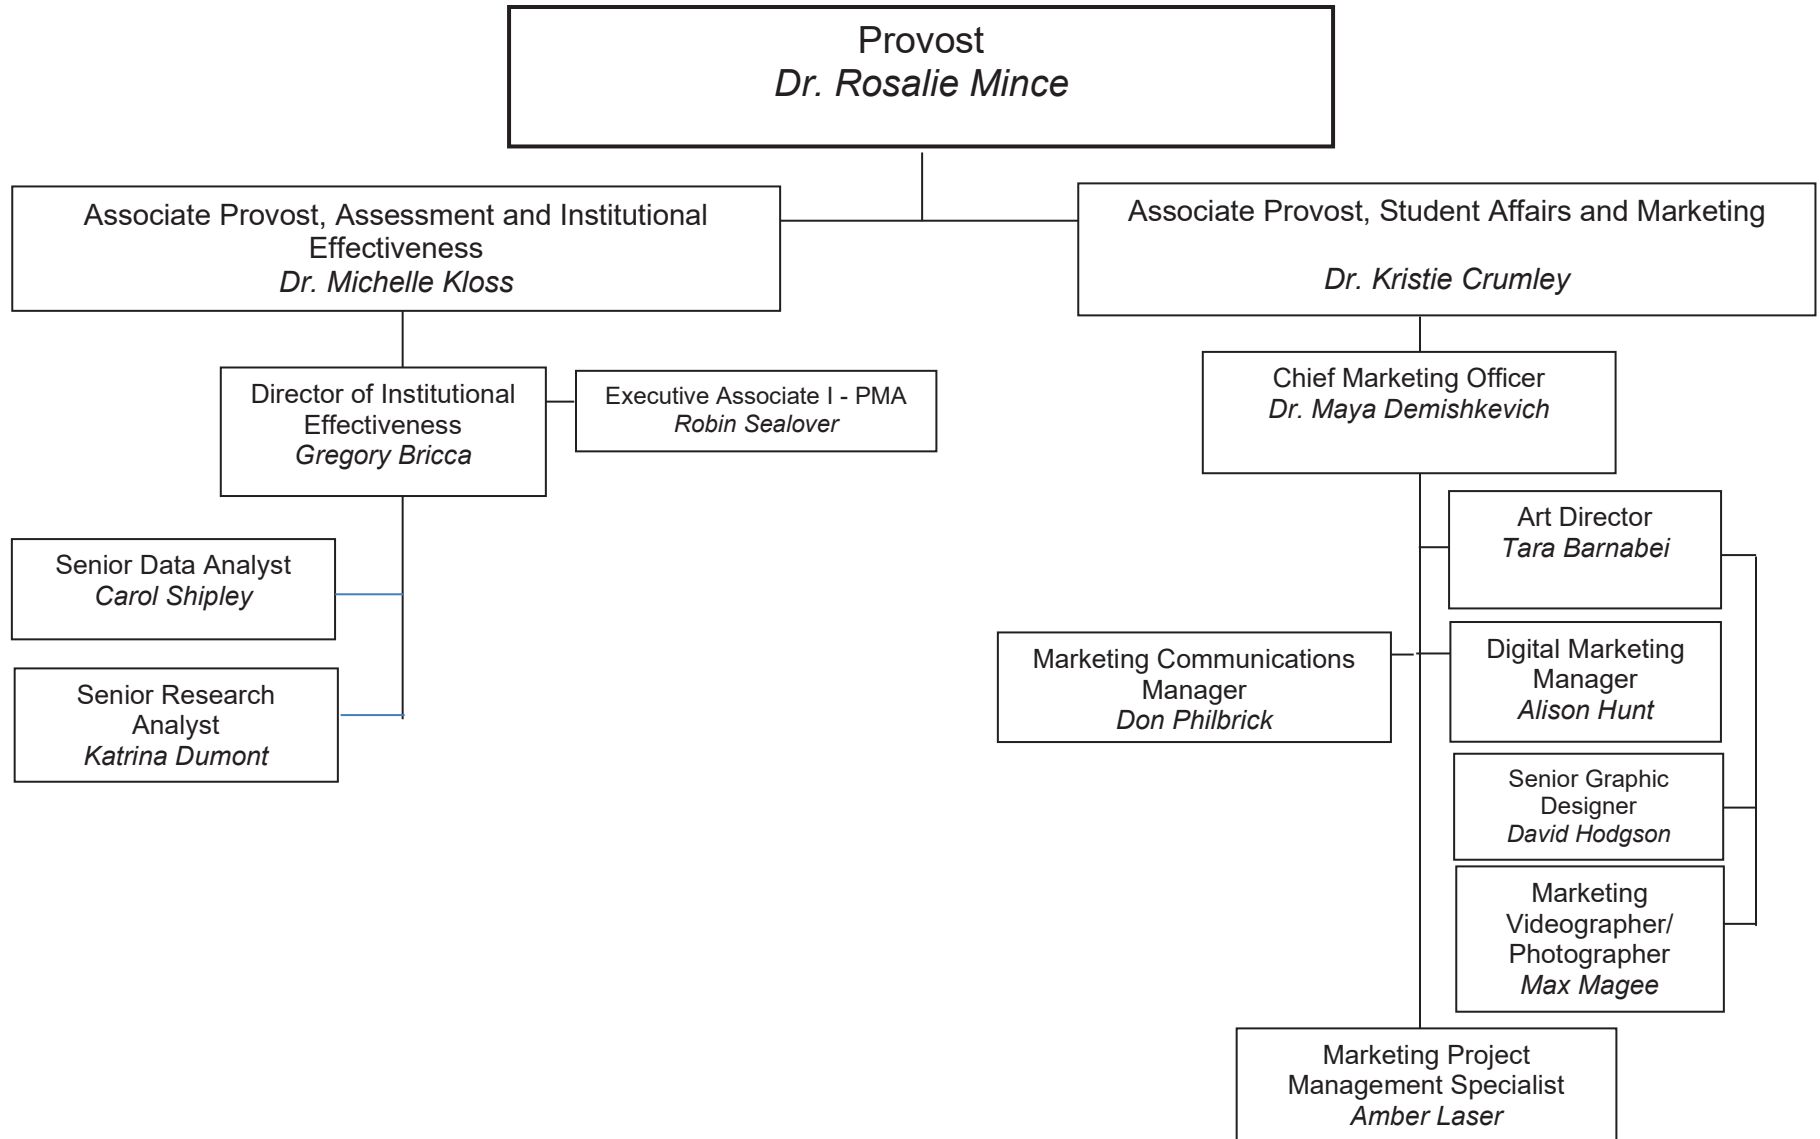 Provost
Dr. Rosalie Mince
Associate Provost, Assessment and Institutional
Effectiveness
Dr. Michelle Kloss
Associate Provost, Student Affairs and Marketing
Dr. Kristie Crumley
Director of Institutional
Effectiveness
Gregory Bricca
Executive Associate I - PMA
Robin Sealover
Chief Marketing Officer
Dr. Maya Demishkevich
Senior Data Analyst
Carol Shipley
Senior Research
Analyst
Katrina Dumont
Art Director
Tara Barnabei
Marketing Communications
Manager
Don Philbrick
Digital Marketing
Manager
Alison Hunt
Senior Graphic
Designer
David Hodgson
Marketing
Videographer/
Photographer
Max Magee
Marketing Project
Management Specialist
Amber Laser